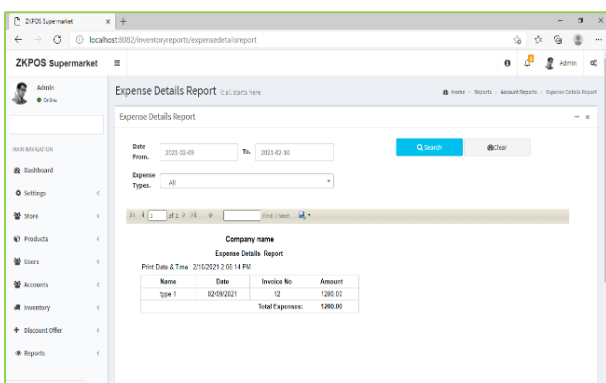 ZKPOS Supermarket
localhost:8082/inventoryreports/expensedetailsreport
ZKPOS Supermarket
Admin
Admin
Online
Expense Details Report it all starts here
Home > Reports > Account Reports > Expense Details Report
Expense Details Report
MAIN NAVIGATION
Dashboard
Settings
Store
Products
Users
Accounts
Inventory
Discount Offer
Reports
Date From. 2021-02-09 To. 2021-02-10
Search Clear
Expense Types. All
1 of 1 Find | Next
Company name
Expense Details Report
Print Date & Time 2/10/2021 2:06:14 PM
Name Date Invoice No Amount
type 1 02/09/2021 12 1200.00
Total Expenses: 1200.00